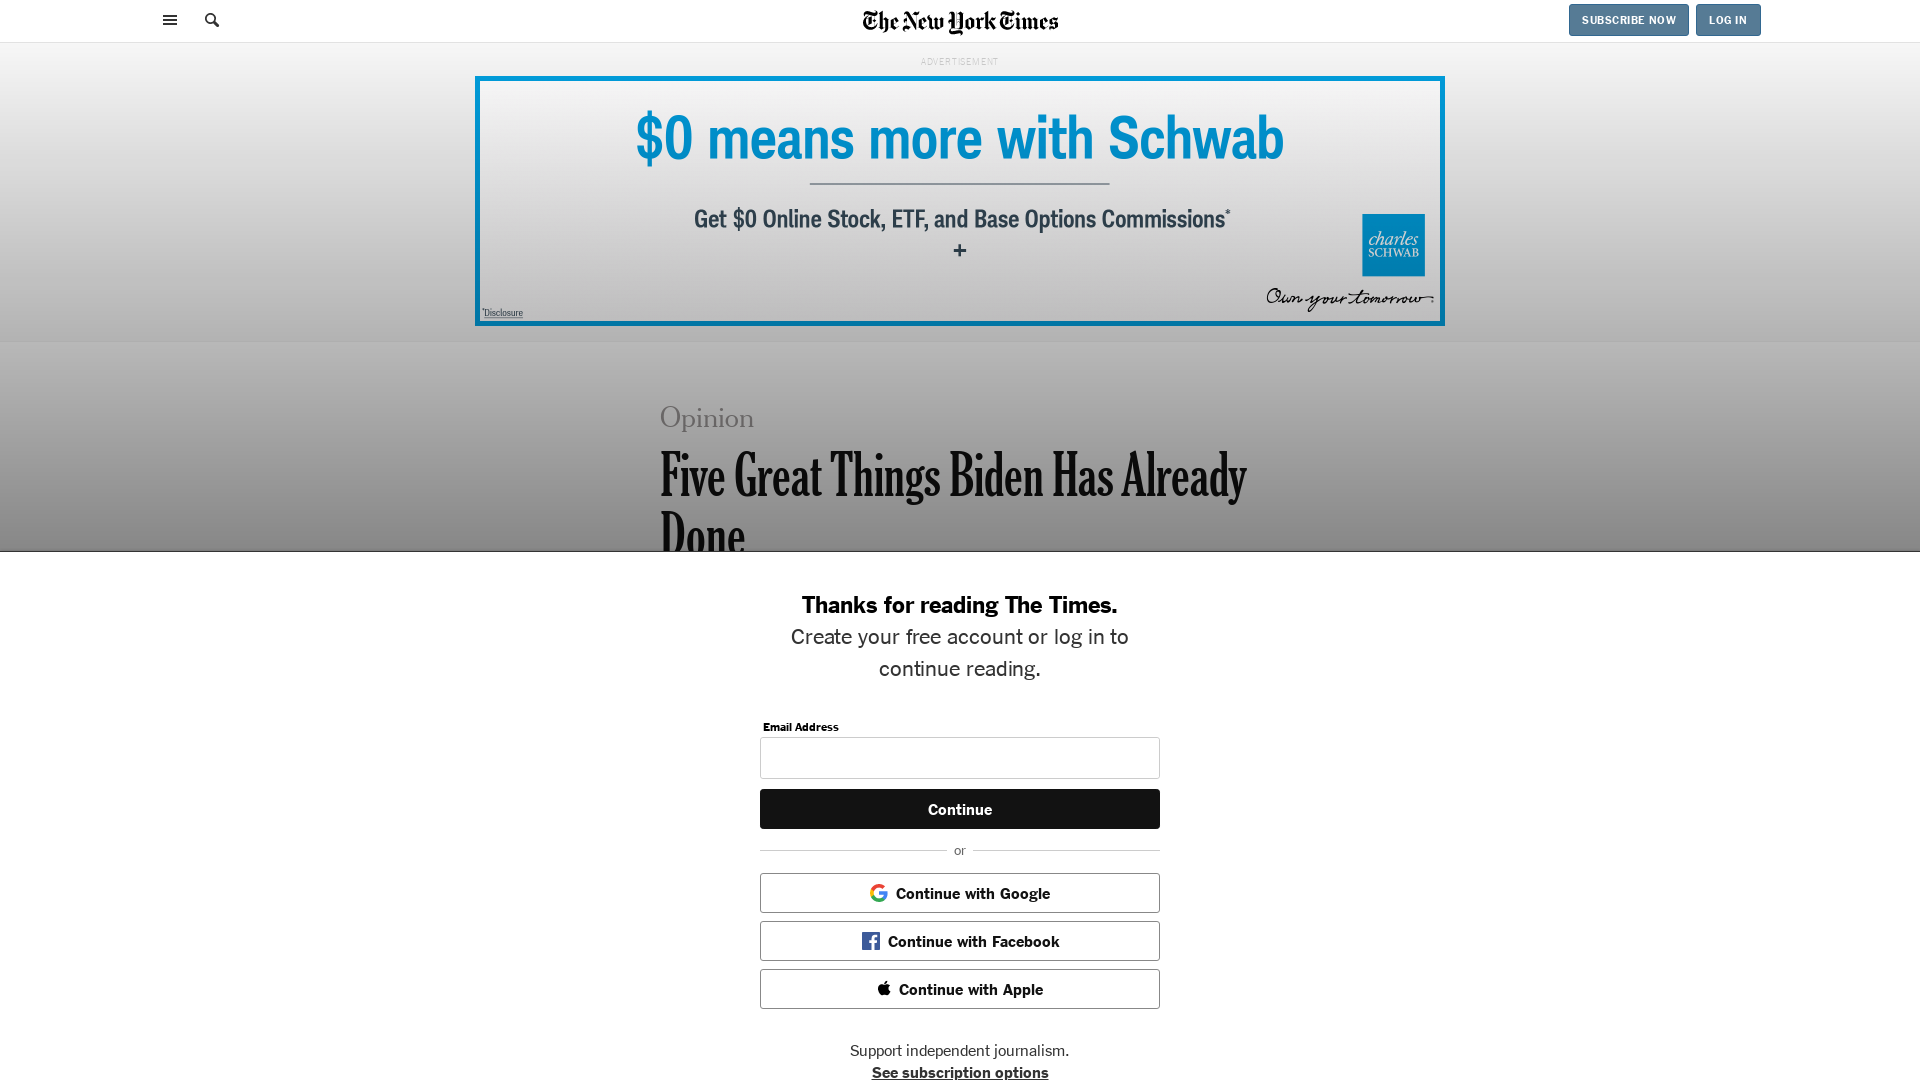 The New York Times
SUBSCRIBE NOW
LOG IN
ADVERTISEMENT
$0 means more with Schwab
Get $0 Online Stock, ETF, and Base Options Commissions*
+
charles
SCHWAB
Own your tomorrow
*Disclosure
Opinion
Five Great Things Biden Has Already
Done
Thanks for reading The Times.
Create your free account or log in to
continue reading.
Email Address
Continue
or
Continue with Google
Continue with Facebook
Continue with Apple
Support independent journalism.
See subscription options